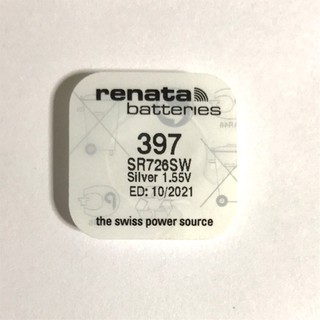 renata
batteries
397
SR726SW
Silver 1.55V
ED: 10/2021
the swiss power source